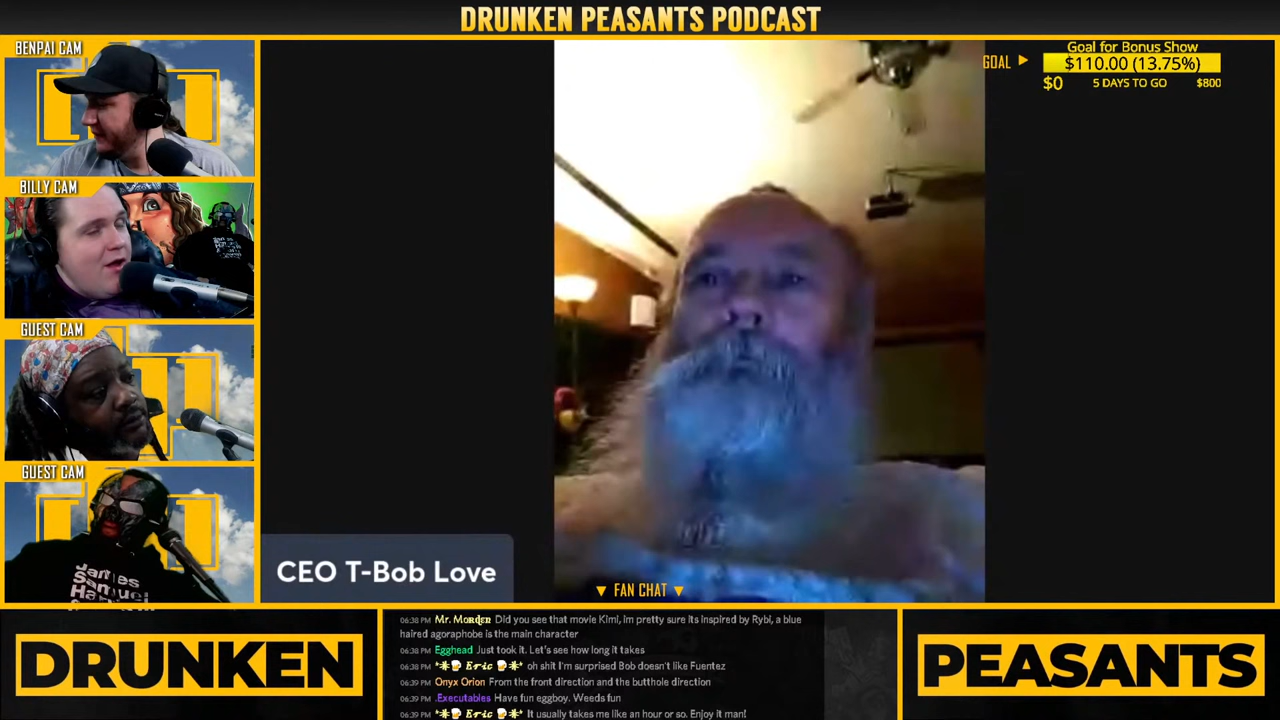 DRUNKEN PEASANTS PODCAST
BENPAI CAM
BILLY CAM
GUEST CAM
GUEST CAM
James
Samuel
GOAL ▶
Goal for Bonus Show
$110.00 (13.75%)
$0 5 DAYS TO GO $800
CEO T-Bob Love
▼ FAN CHAT ▼
06:38 PM Mr. Morden Did you see that movie Kimi, im pretty sure its inspired by Rybl, a blue
haired agoraphobe is the main character
06:38 PM Egghead Just took it. Let's see how long it takes
06:38 PM *☀🍺 Eric 🍺☀* oh shit I'm surprised Bob doesn't like Fuentez
06:39 PM Onyx Orion From the front direction and the butthole direction
06:39 PM .Executables Have fun eggboy. Weeds fun
06:39 PM *☀🍺 Eric 🍺☀* It usually takes me like an hour or so. Enjoy it man!
DRUNKEN
PEASANTS